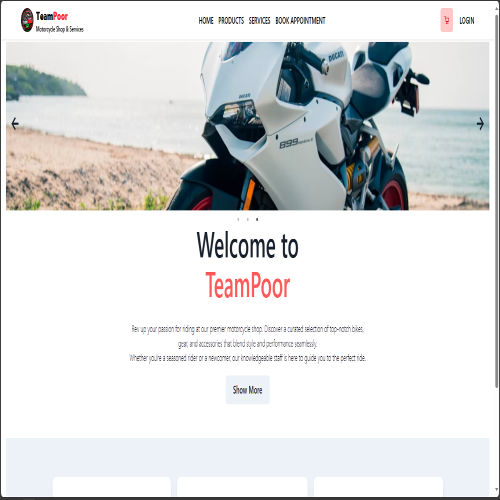 TeamPoor
Motorcycle Shop & Services
HOME PRODUCTS SERVICES BOOK APPOINTMENT
LOGIN
DUCATI
DUCATI
899
Welcome to
TeamPoor
Rev up your passion for riding at our premier motorcycle shop. Discover a curated selection of top-notch bikes,
gear, and accessories that blend style and performance seamlessly.
Whether you're a seasoned rider or a newcomer, our knowledgeable staff is here to guide you to the perfect ride.
Show More